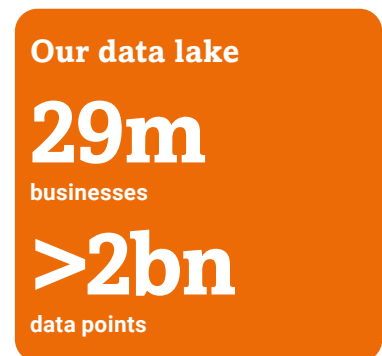 Our data lake
29m
businesses
>2bn
data points